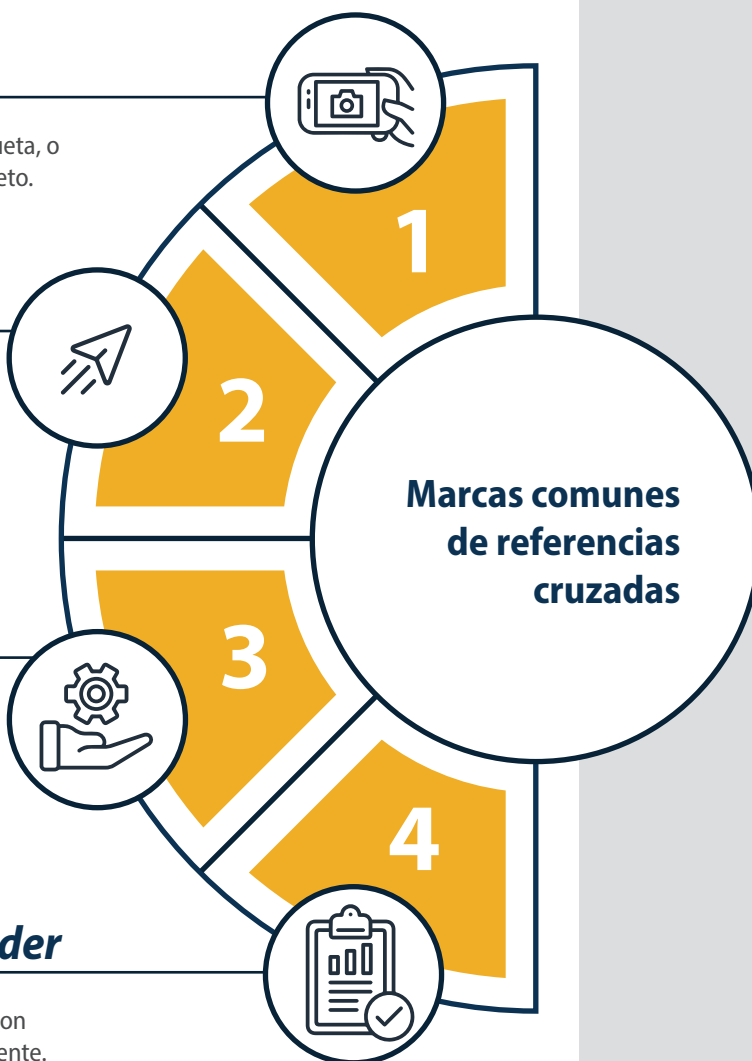 ueta, o
eto.
1
2
Marcas comunes
de referencias
cruzadas
3
4
der
on
ente.